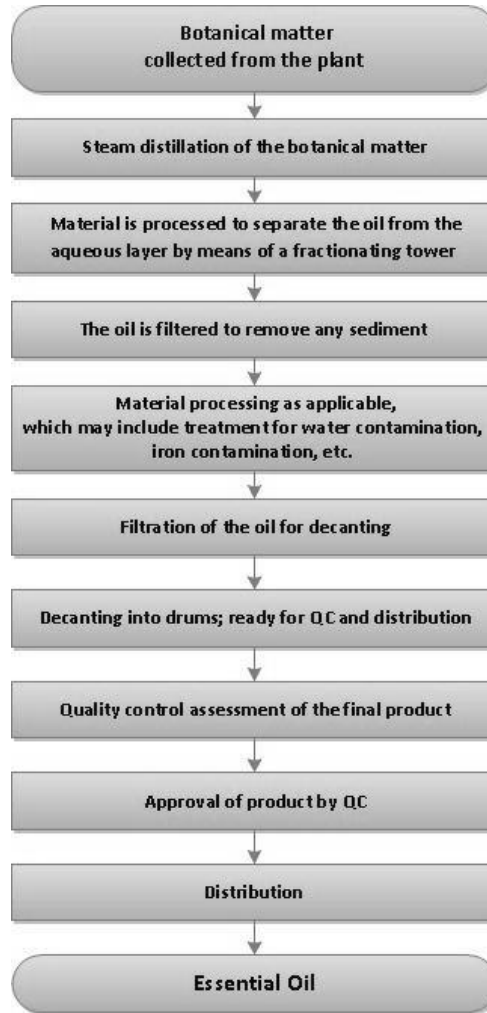 Botanical matter
collected from the plant
Steam distillation of the botanical matter
Material is processed to separate the oil from the
aqueous layer by means of a fractionating tower
The oil is filtered to remove any sediment
Material processing as applicable,
which may include treatment for water contamination,
iron contamination, etc.
Filtration of the oil for decanting
Decanting into drums; ready for QC and distribution
Quality control assessment of the final product
Approval of product by QC
Distribution
Essential Oil